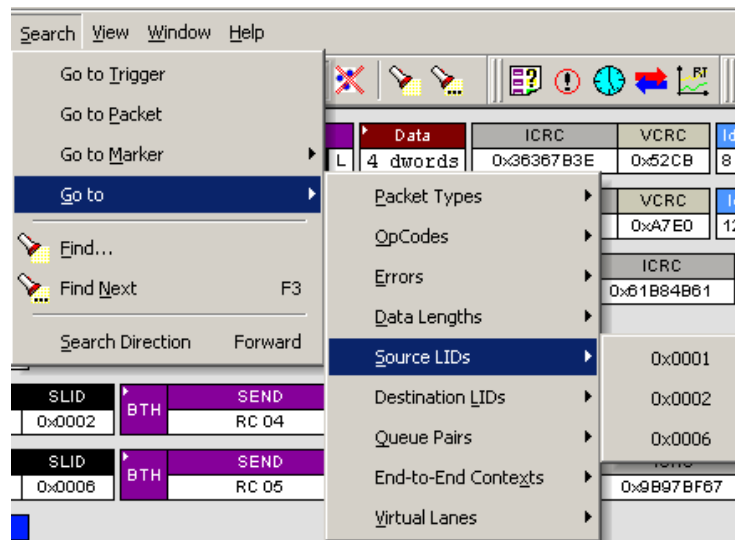 Search View Window Help
Go to Trigger
Go to Packet
Go to Marker
Go to
Find...
Find Next F3
Search Direction Forward
RT
Data ICRC VCRC Id
L 4 dwords 0x36367B3E 0x52CB 8
Packet Types
OpCodes
Errors
Data Lengths
Source LIDs
Destination LIDs
Queue Pairs
End-to-End Contexts
Virtual Lanes
VCRC
0xA7E0 12
ICRC
0x61B84B61
0x0001
0x0002
0x0006
SLID BTH SEND
0x0002 RC 04
SLID BTH SEND
0x0006 RC 05
0x9B97BF67